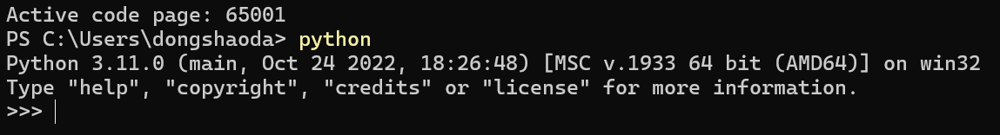 Active code page: 65001
PS C:\Users\dongshaoda> python
Python 3.11.0 (main, Oct 24 2022, 18:26:48) [MSC v.1933 64 bit (AMD64)] on win32
Type "help", "copyright", "credits" or "license" for more information.
>>>